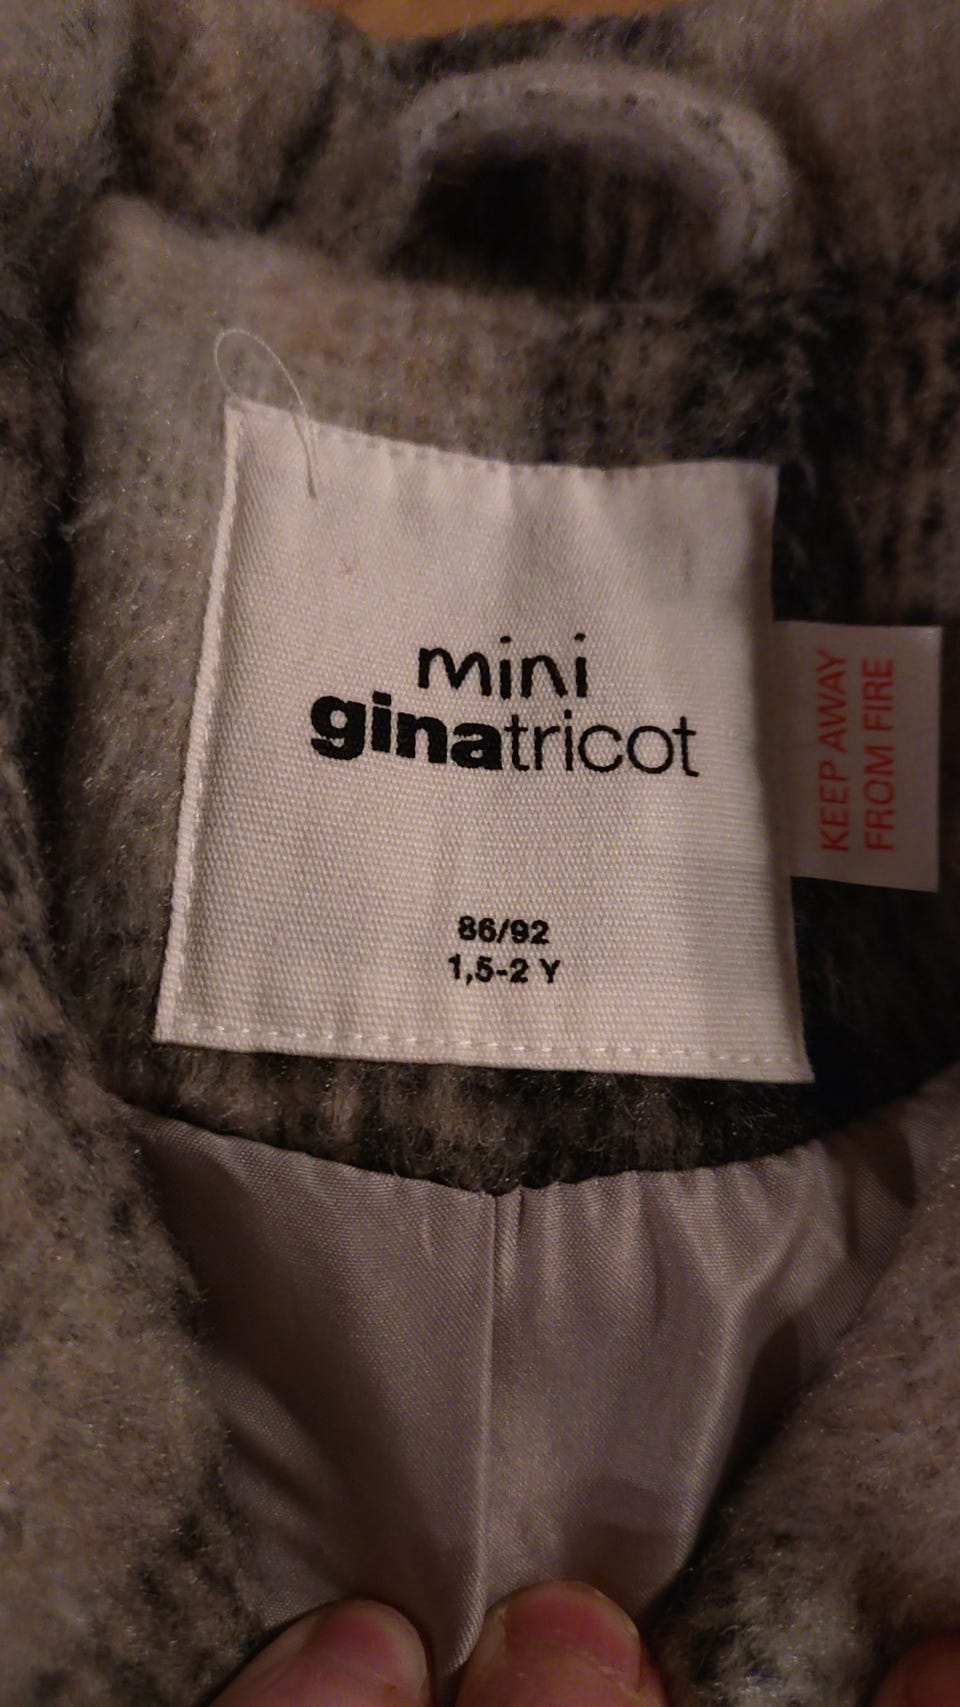 mini
ginatricot
86/92
1,5-2 Y
KEEP AWAY
FROM FIRE